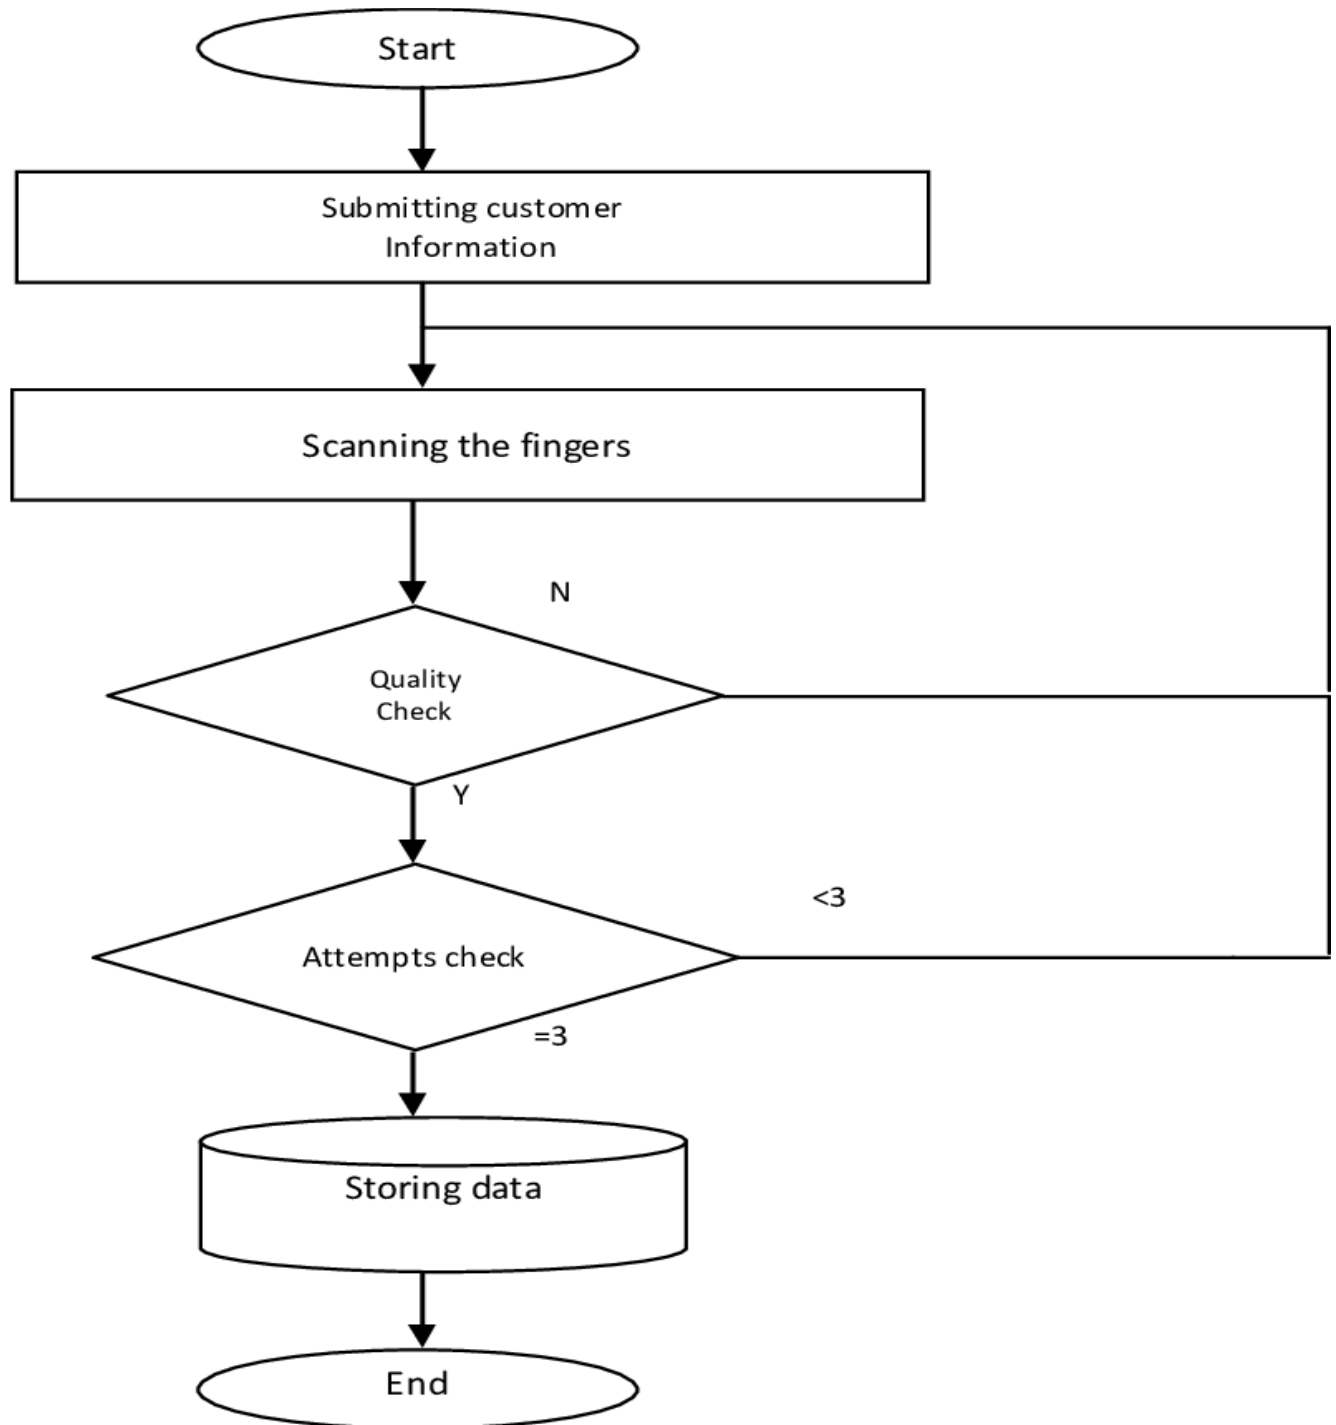 Start
Submitting customer
Information
Scanning the fingers
N
Quality
Check
Y
<3
Attempts check
=3
Storing data
End